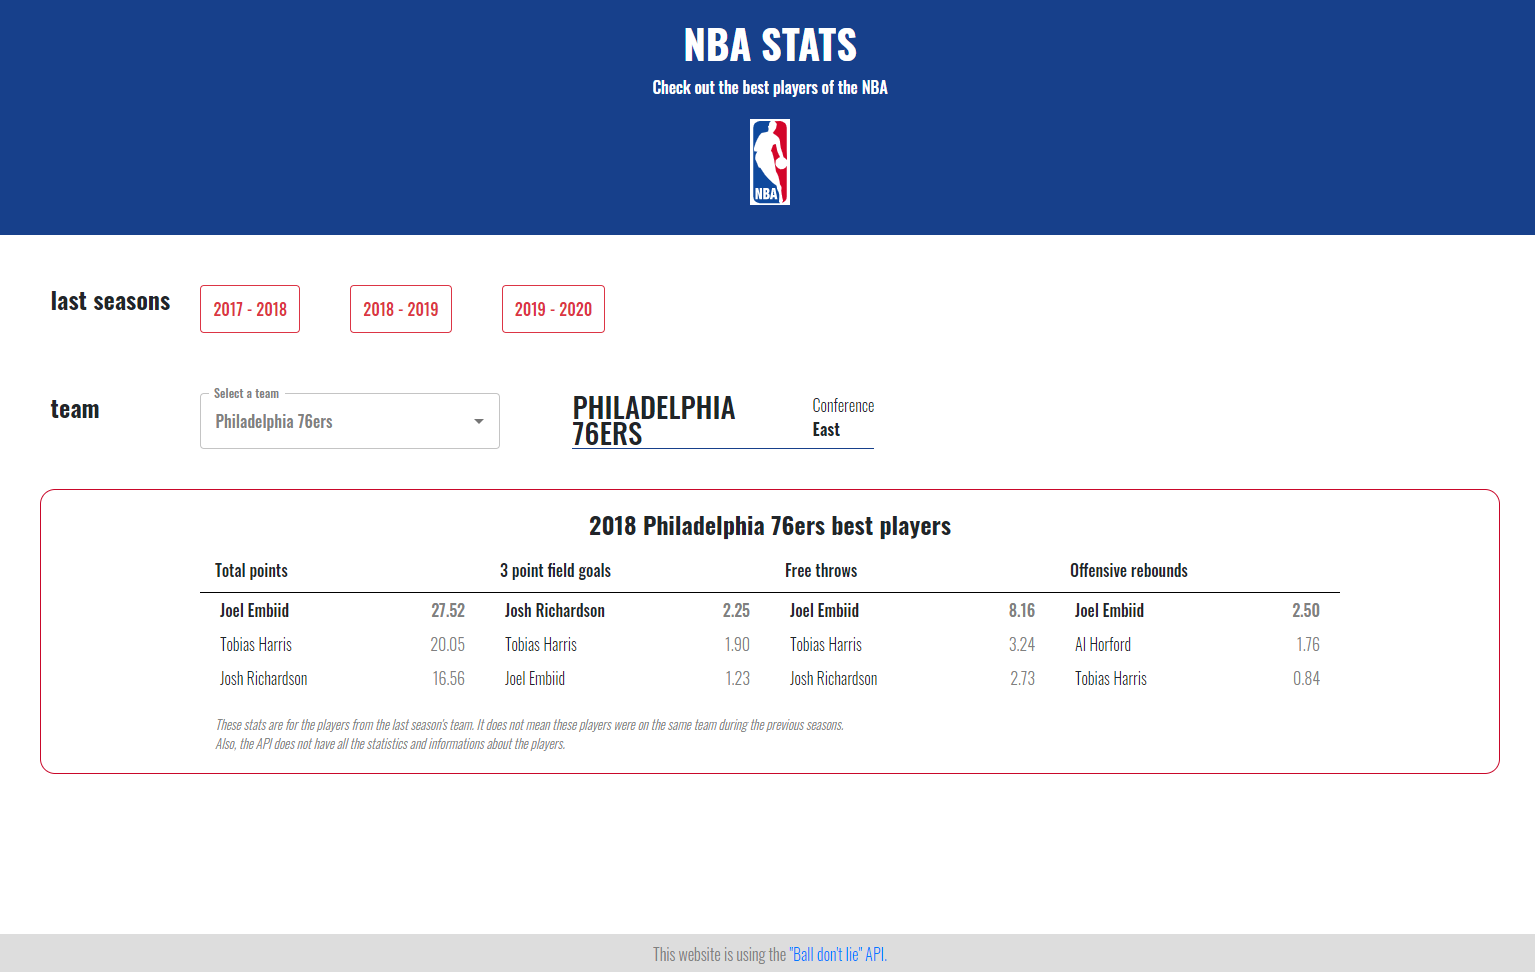 NBA STATS
Check out the best players of the NBA
NBA
last seasons
2017 - 2018
2018 - 2019
2019 - 2020
team
Select a team
Philadelphia 76ers
PHILADELPHIA
76ERS
Conference
East
2018 Philadelphia 76ers best players
Total points 3 point field goals Free throws Offensive rebounds
Joel Embiid 27.52 Josh Richardson 2.25 Joel Embiid 8.16 Joel Embiid 2.50
Tobias Harris 20.05 Tobias Harris 1.90 Tobias Harris 3.24 Al Horford 1.76
Josh Richardson 16.56 Joel Embiid 1.23 Josh Richardson 2.73 Tobias Harris 0.84
These stats are for the players from the last season's team. It does not mean these players were on the same team during the previous seasons.
Also, the API does not have all the statistics and informations about the players.
This website is using the "Ball don't lie" API.